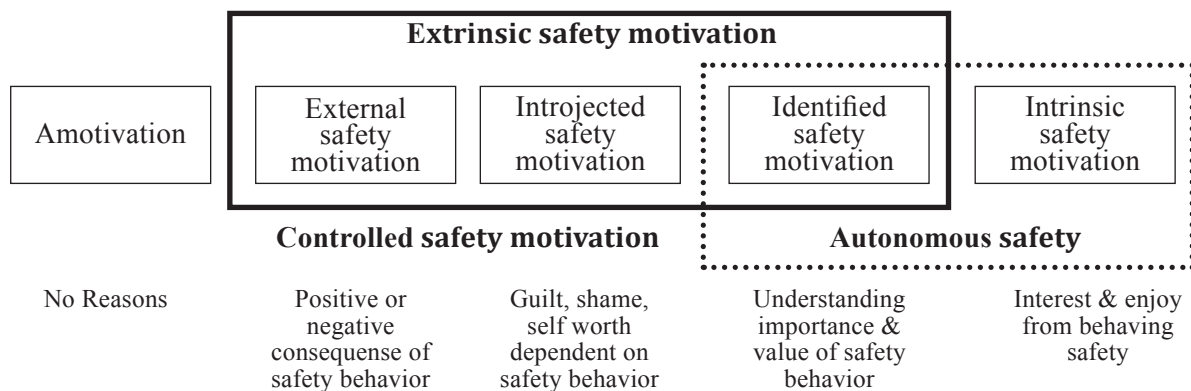 Extrinsic safety motivation
Amotivation
External
safety
motivation
Introjected
safety
motivation
Identified
safety
motivation
Intrinsic
safety
motivation
Controlled safety motivation
Autonomous safety
No Reasons
Positive or
negative
consequense of
safety behavior
Guilt, shame,
self worth
dependent on
safety behavior
Understanding
importance &
value of safety
behavior
Interest & enjoy
from behaving
safety